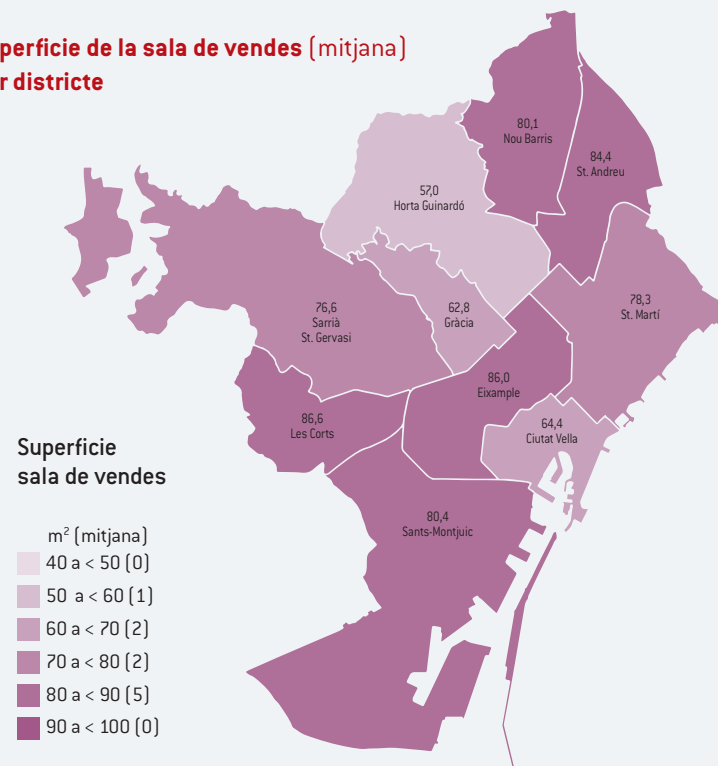 perficie de la sala de vendes (mitjana)
r districte
80,1
Nou Barris
84,4
St. Andreu
57,0
Horta Guinardó
76,6
Sarrià
St. Gervasi
62,8
Gràcia
78,3
St. Martí
86,0
Eixample
86,6
Les Corts
64,4
Ciutat Vella
80,4
Sants-Montjuic
Superficie
sala de vendes
m² (mitjana)
40 a < 50 (0)
50 a < 60 (1)
60 a < 70 (2)
70 a < 80 (2)
80 a < 90 (5)
90 a < 100 (0)